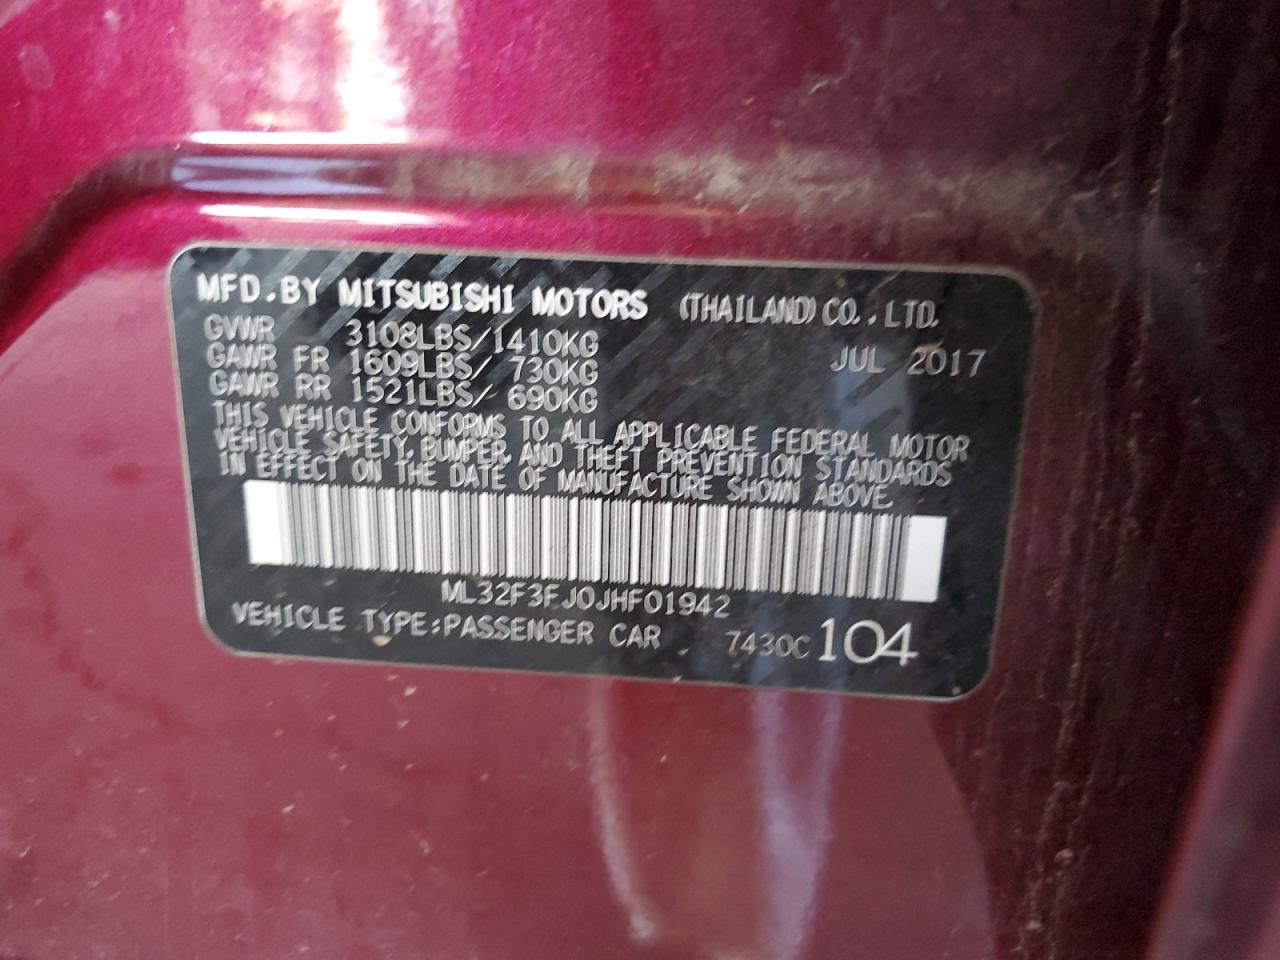 MFD.BY MITSUBISHI MOTORS (THAILAND) CO., LTD.
GVWR 3108LBS/1410KG JUL 2017
GAWR FR 1609LBS/ 730KG
GAWR RR 1521LBS/ 690KG
THIS VEHICLE CONFORMS TO ALL APPLICABLE FEDERAL MOTOR
VEHICLE SAFETY, BUMPER, AND THEFT PREVENTION STANDARDS
IN EFFECT ON THE DATE OF MANUFACTURE SHOWN ABOVE.
ML32F3FJ0JHF01942
VEHICLE TYPE:PASSENGER CAR 7430C 104